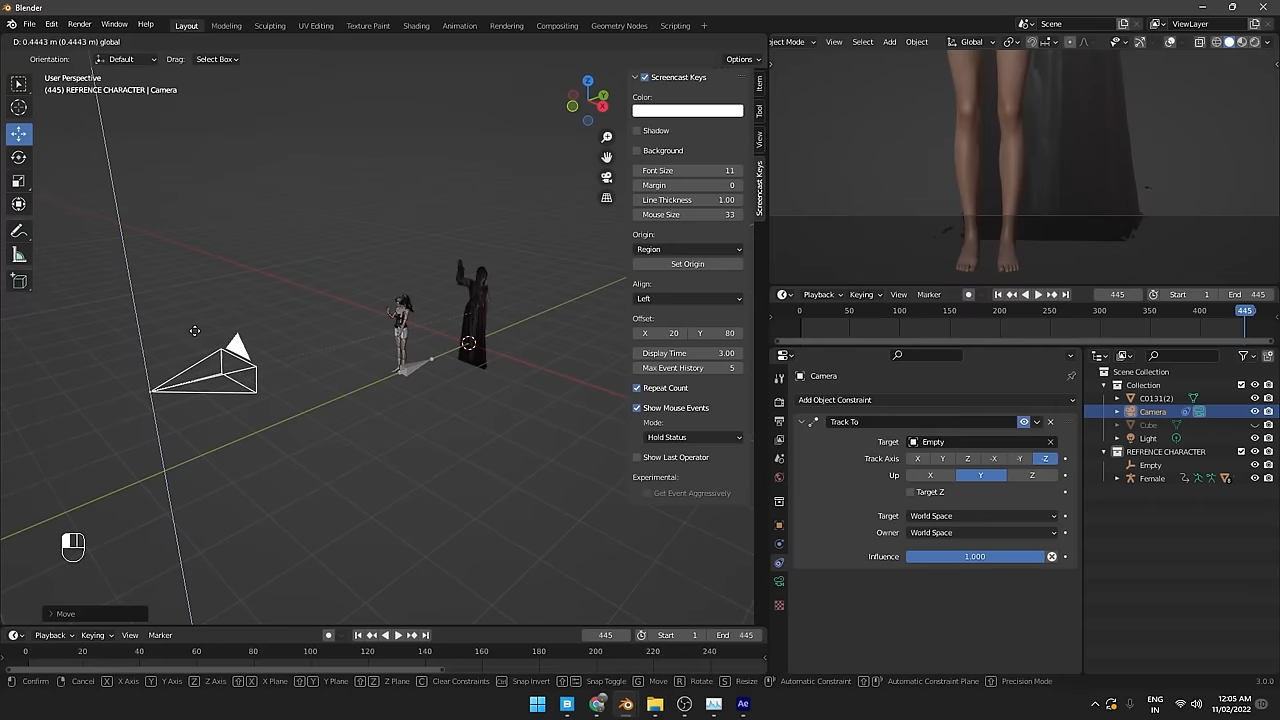 Blender
File Edit Render Window Help Layout Modeling Sculpting UV Editing Texture Paint Shading Animation Rendering Compositing Geometry Nodes Scripting + Scene ViewLayer
D: 0.4443 m (0.4443 m) global
ject Mode View Select Add Object Global
Orientation: Default Drag: Select Box Options
User Perspective
(445) REFRENCE CHARACTER | Camera
Z
Y
X
Screencast Keys
Color:
Shadow
Background
Font Size 11
Margin 0
Line Thickness 1.00
Mouse Size 33
Origin:
Region
Set Origin
Align:
Left
Offset:
X 20 Y 80
Display Time 3.00
Max Event History 5
Repeat Count
Show Mouse Events
Mode:
Hold Status
Show Last Operator
Experimental:
Get Event Aggressively
Item
Tool
View
Screencast Keys
Playback Keying View Marker 445 Start 1 End 445
0 50 100 150 200 250 300 350 400 445
Camera
Add Object Constraint
Track To
Target Empty
Track Axis X Y Z -X -Y -Z
Up X Y Z
Target Z
Target World Space
Owner World Space
Influence 1.000
Scene Collection
Collection
C0131(2)
Camera
Cube
Light
REFRENCE CHARACTER
Empty
Female
Move
Playback Keying View Marker 445 Start 1 End 445
0 20 40 60 80 100 120 140 160 180 200 220 240
Confirm Cancel X X Axis Y Y Axis Z Z Axis X X Plane Y Y Plane Z Z Plane C Clear Constraints Snap Invert Snap Toggle G Move R Rotate S Resize Automatic Constraint Automatic Constraint Plane Precision Mode 3.0.0
ENG
IN
12:05 AM
11/02/2022